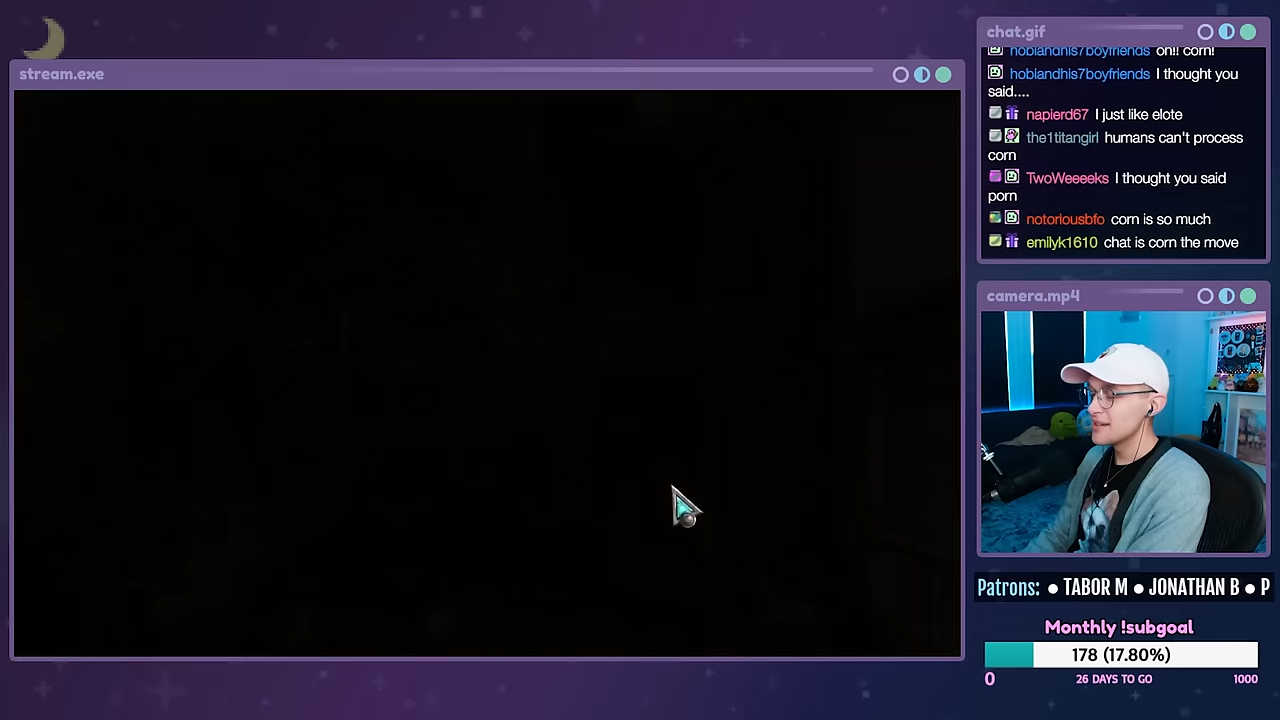 stream.exe
chat.gif
hobiandhis7boyfriends oh!! corn!
hobiandhis7boyfriends I thought you
said....
napierd67 I just like elote
the1titangirl humans can't process
corn
TwoWeeeeks I thought you said
porn
notoriousbfo corn is so much
emilyk1610 chat is corn the move
camera.mp4
Patrons: ● TABOR M ● JONATHAN B ● P
Monthly !subgoal
178 (17.80%)
0 26 DAYS TO GO 1000